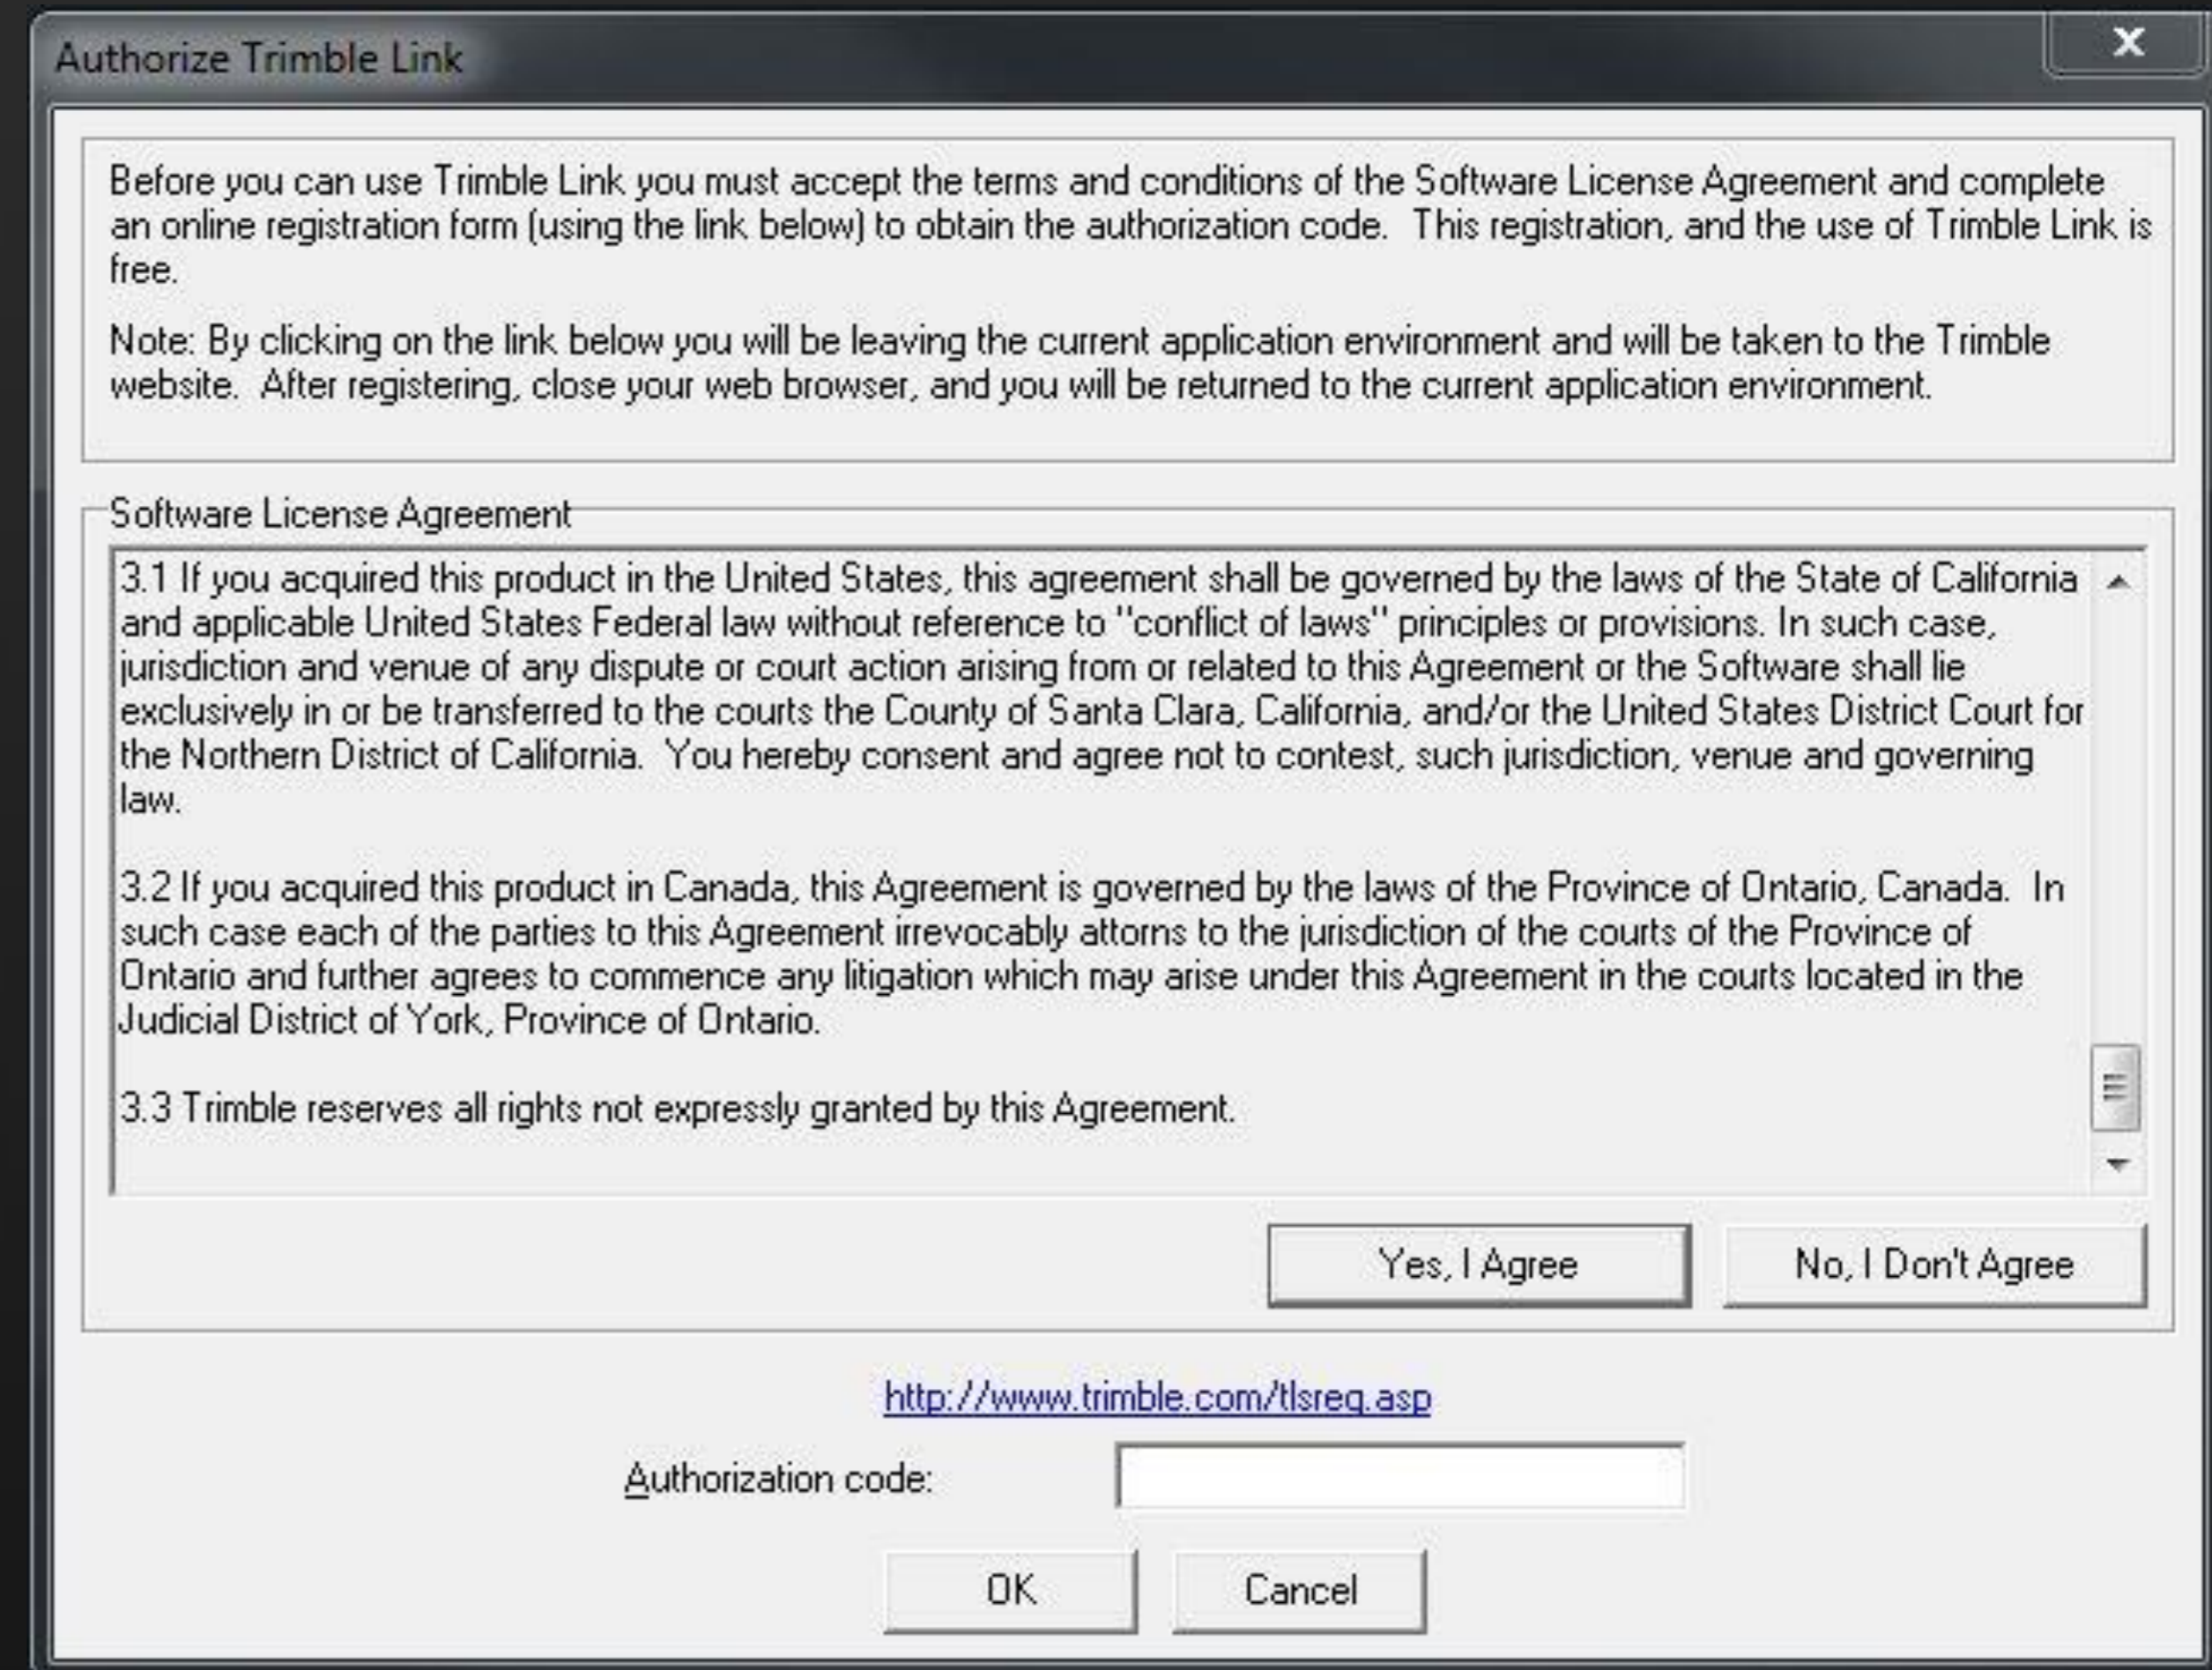 Authorize Trimble Link
X
Before you can use Trimble Link you must accept the terms and conditions of the Software License Agreement and complete
an online registration form (using the link below) to obtain the authorization code.  This registration, and the use of Trimble Link is
free.
Note: By clicking on the link below you will be leaving the current application environment and will be taken to the Trimble
website.  After registering, close your web browser, and you will be returned to the current application environment.
Software License Agreement
3.1 If you acquired this product in the United States, this agreement shall be governed by the laws of the State of California
and applicable United States Federal law without reference to "conflict of laws" principles or provisions. In such case,
jurisdiction and venue of any dispute or court action arising from or related to this Agreement or the Software shall lie
exclusively in or be transferred to the courts the County of Santa Clara, California, and/or the United States District Court for
the Northern District of California.  You hereby consent and agree not to contest, such jurisdiction, venue and governing
law.
3.2 If you acquired this product in Canada, this Agreement is governed by the laws of the Province of Ontario, Canada.  In
such case each of the parties to this Agreement irrevocably attorns to the jurisdiction of the courts of the Province of
Ontario and further agrees to commence any litigation which may arise under this Agreement in the courts located in the
Judicial District of York, Province of Ontario.
3.3 Trimble reserves all rights not expressly granted by this Agreement.
Yes, I Agree
No, I Don't Agree
http://www.trimble.com/tlsreq.asp
Authorization code:
OK
Cancel